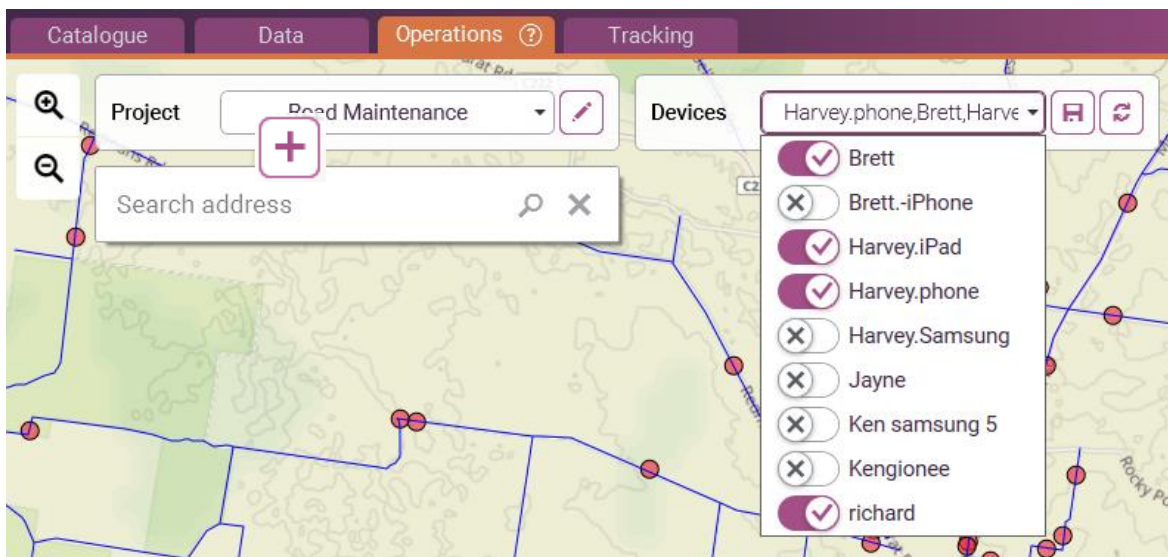 Catalogue Data Operations ? Tracking
Project Road Maintenance
Devices Harvey.phone,Brett,Harve
Search address
Brett
Brett.-iPhone
Harvey.iPad
Harvey.phone
Harvey.Samsung
Jayne
Ken samsung 5
Kengionee
richard